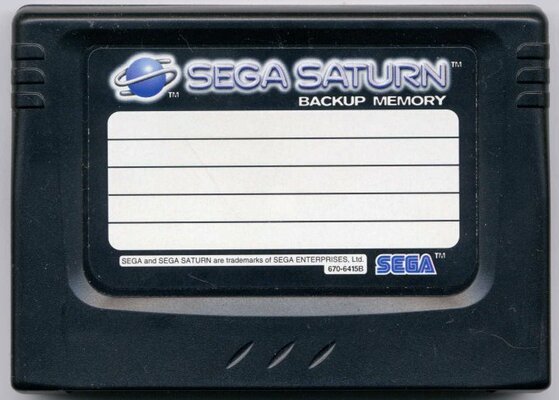 SEGA SATURN™
™
BACKUP MEMORY
SEGA and SEGA SATURN are trademarks of SEGA ENTERPRISES, Ltd.
670-6415B
SEGA™